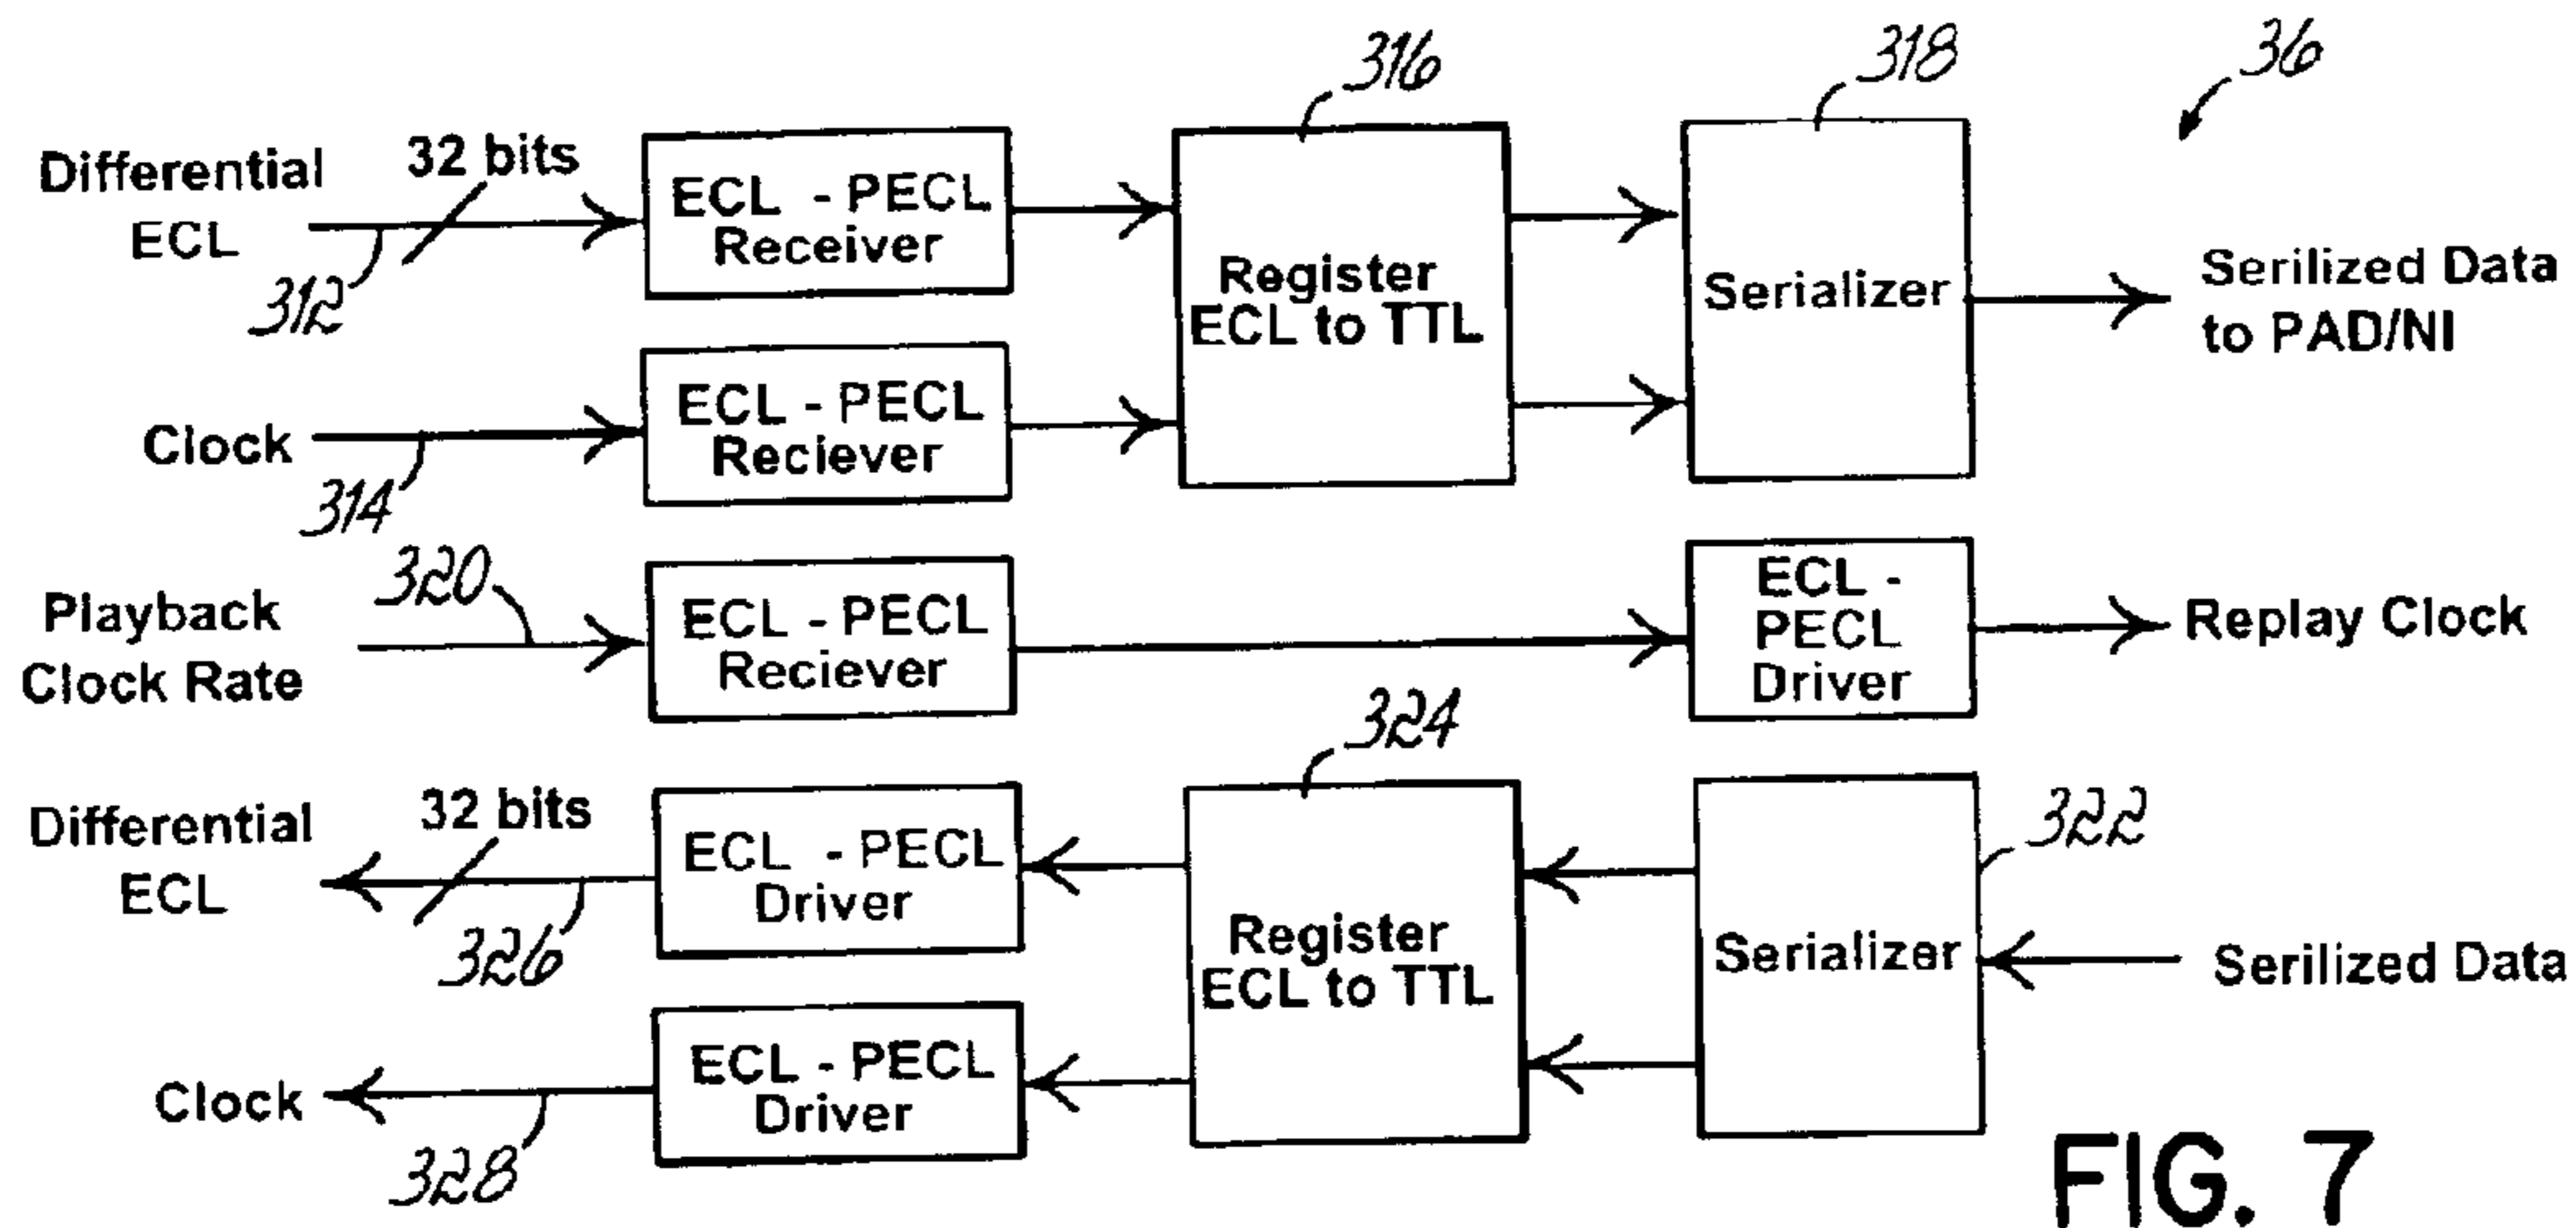 316
318
36
Differential
ECL
32 bits
312
ECL - PECL
Receiver
Register
ECL to TTL
Serializer
Serilized Data
to PAD/NI
Clock
314
ECL - PECL
Reciever
Playback
Clock Rate
320
ECL - PECL
Reciever
ECL -
PECL
Driver
Replay Clock
324
322
Differential
ECL
32 bits
326
ECL - PECL
Driver
Register
ECL to TTL
Serializer
Serilized Data
Clock
328
ECL - PECL
Driver
FIG. 7